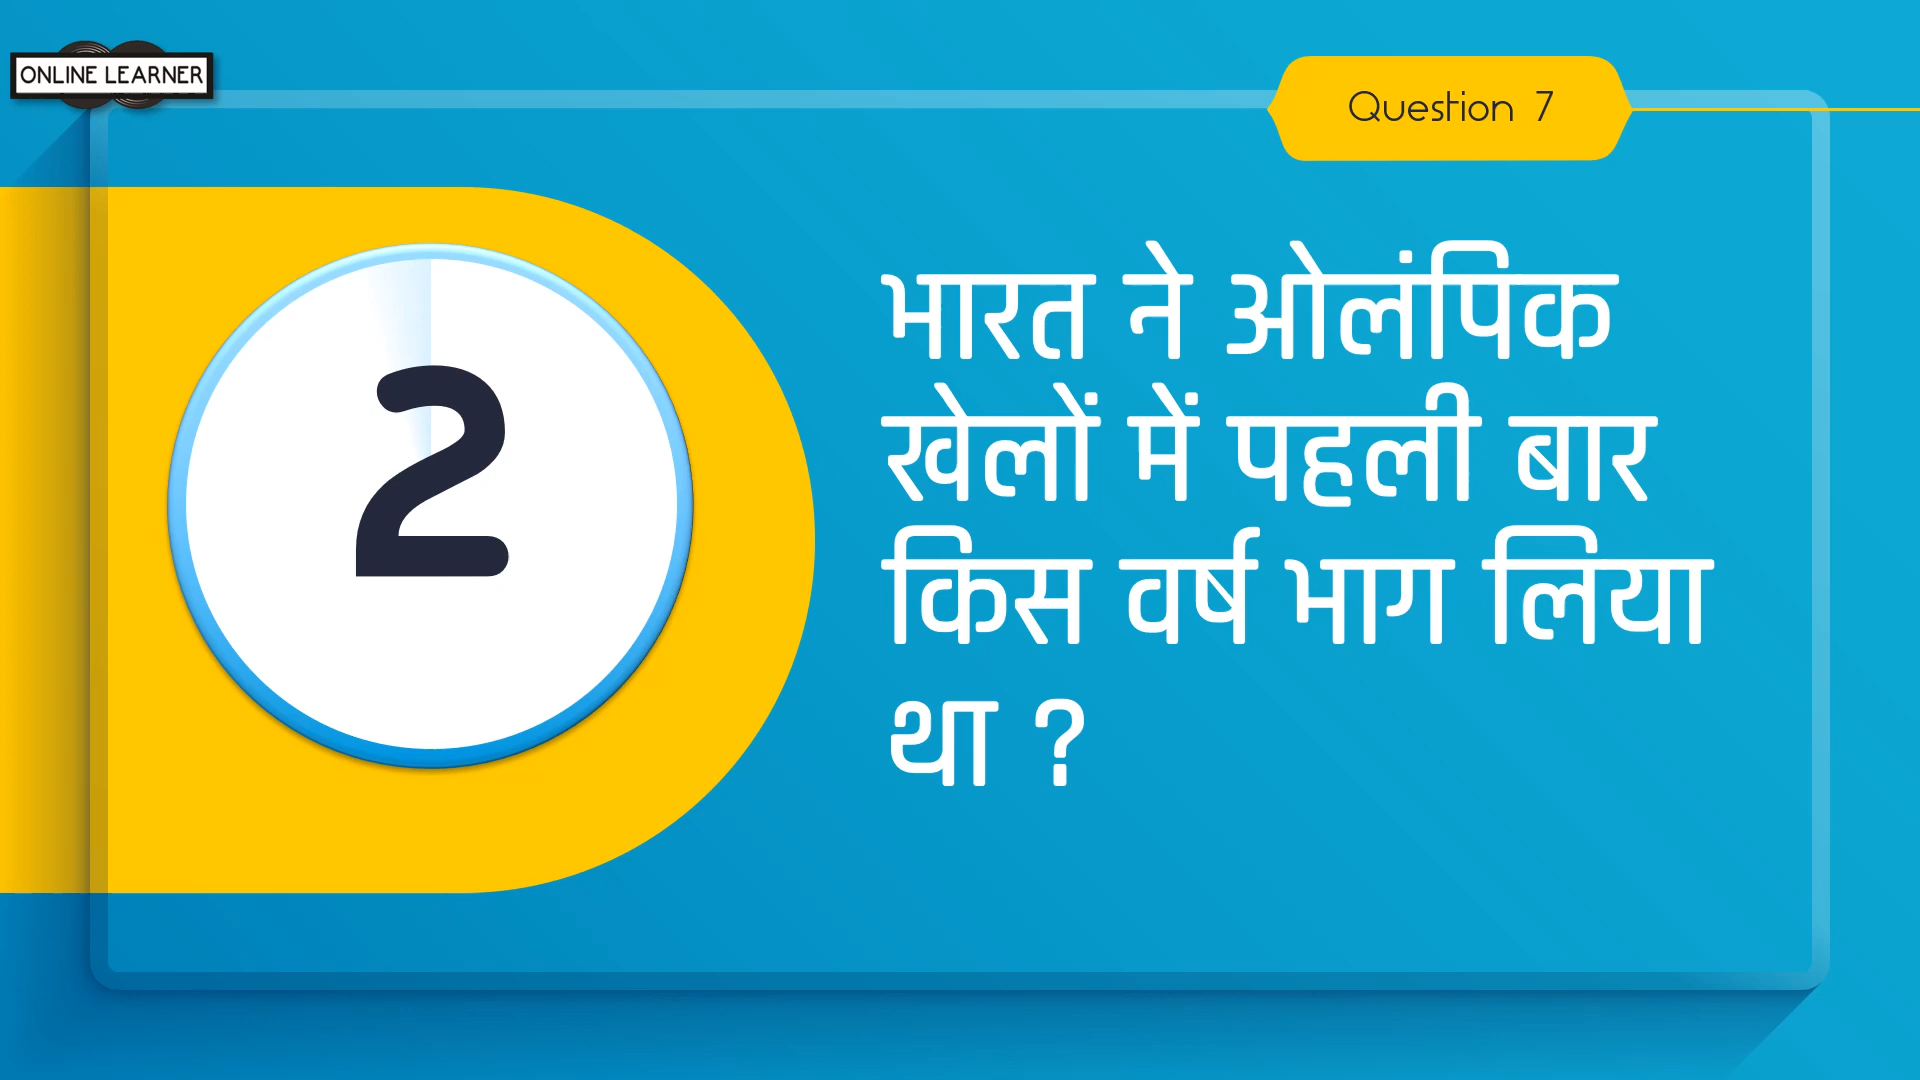 ONLINE LEARNER
Question 7
2
भारत ने ओलंपिक
खेलों में पहली बार
किस वर्ष भाग लिया
था ?